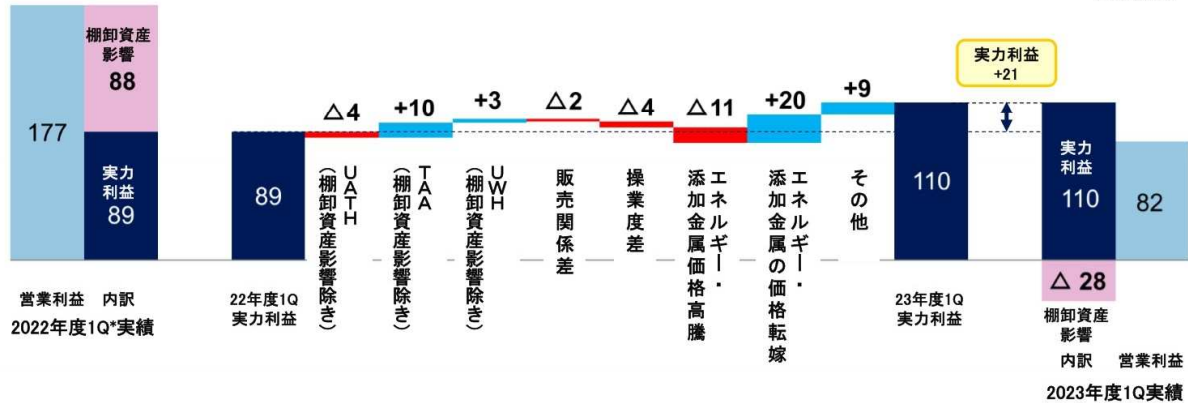 177
棚卸資産
影響
88
実力
利益
89
営業利益
内訳
2022年度1Q*実績
89
22年度1Q
実力利益
△4
UATH
(棚卸資産影響除き)
+10
TAA
(棚卸資産影響除き)
+3
UWH
(棚卸資産影響除き)
△2
販売関係差
△4
操業度差
△11
エネルギー・
添加金属価格高騰
+20
エネルギー・
添加金属の価格転嫁
+9
その他
110
23年度1Q
実力利益
実力利益
+21
実力
利益
110
△ 28
棚卸資産
影響
内訳
82
営業利益
2023年度1Q実績